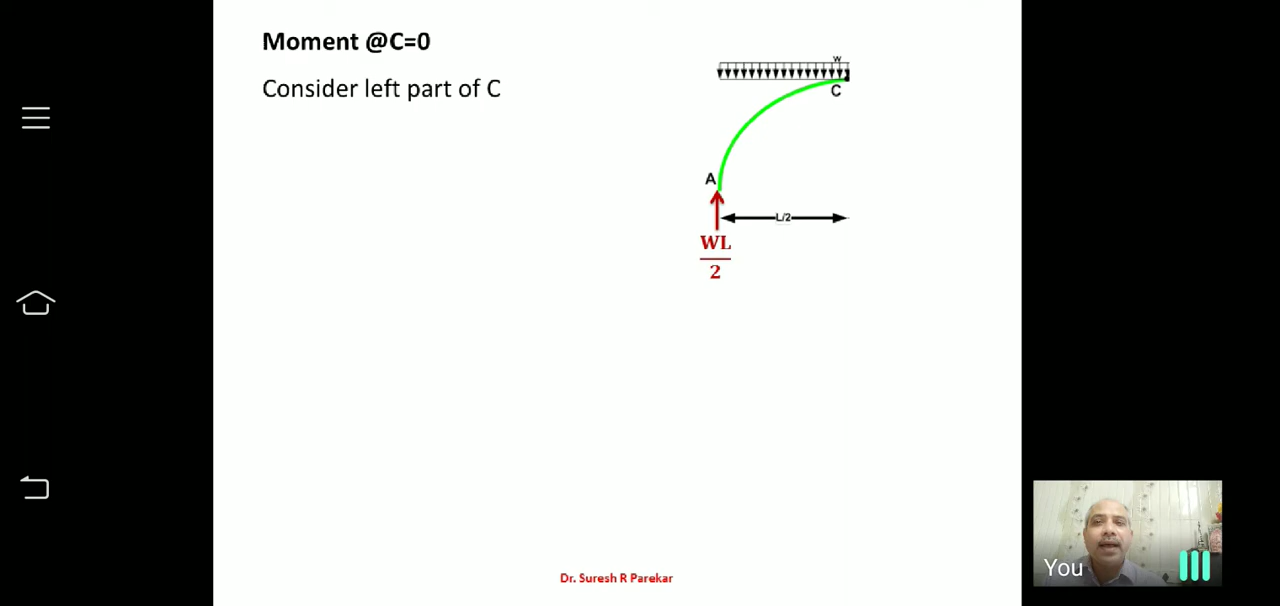 Moment @C=0
Consider left part of C
w
C
A
L/2
WL
2
Dr. Suresh R Parekar
You